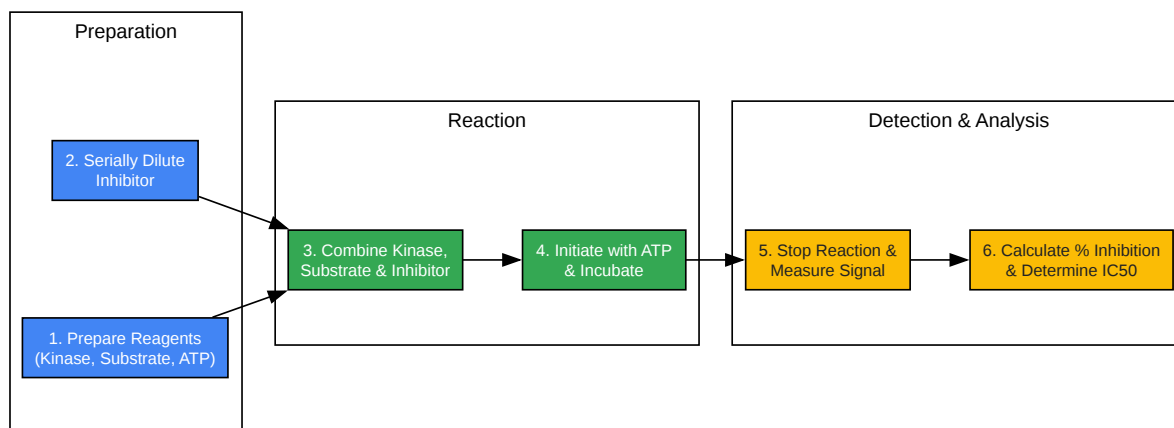 Preparation
2. Serially Dilute
Inhibitor
1. Prepare Reagents
(Kinase, Substrate, ATP)
Reaction
3. Combine Kinase,
Substrate & Inhibitor
4. Initiate with ATP
& Incubate
Detection & Analysis
5. Stop Reaction &
Measure Signal
6. Calculate % Inhibition
& Determine IC50